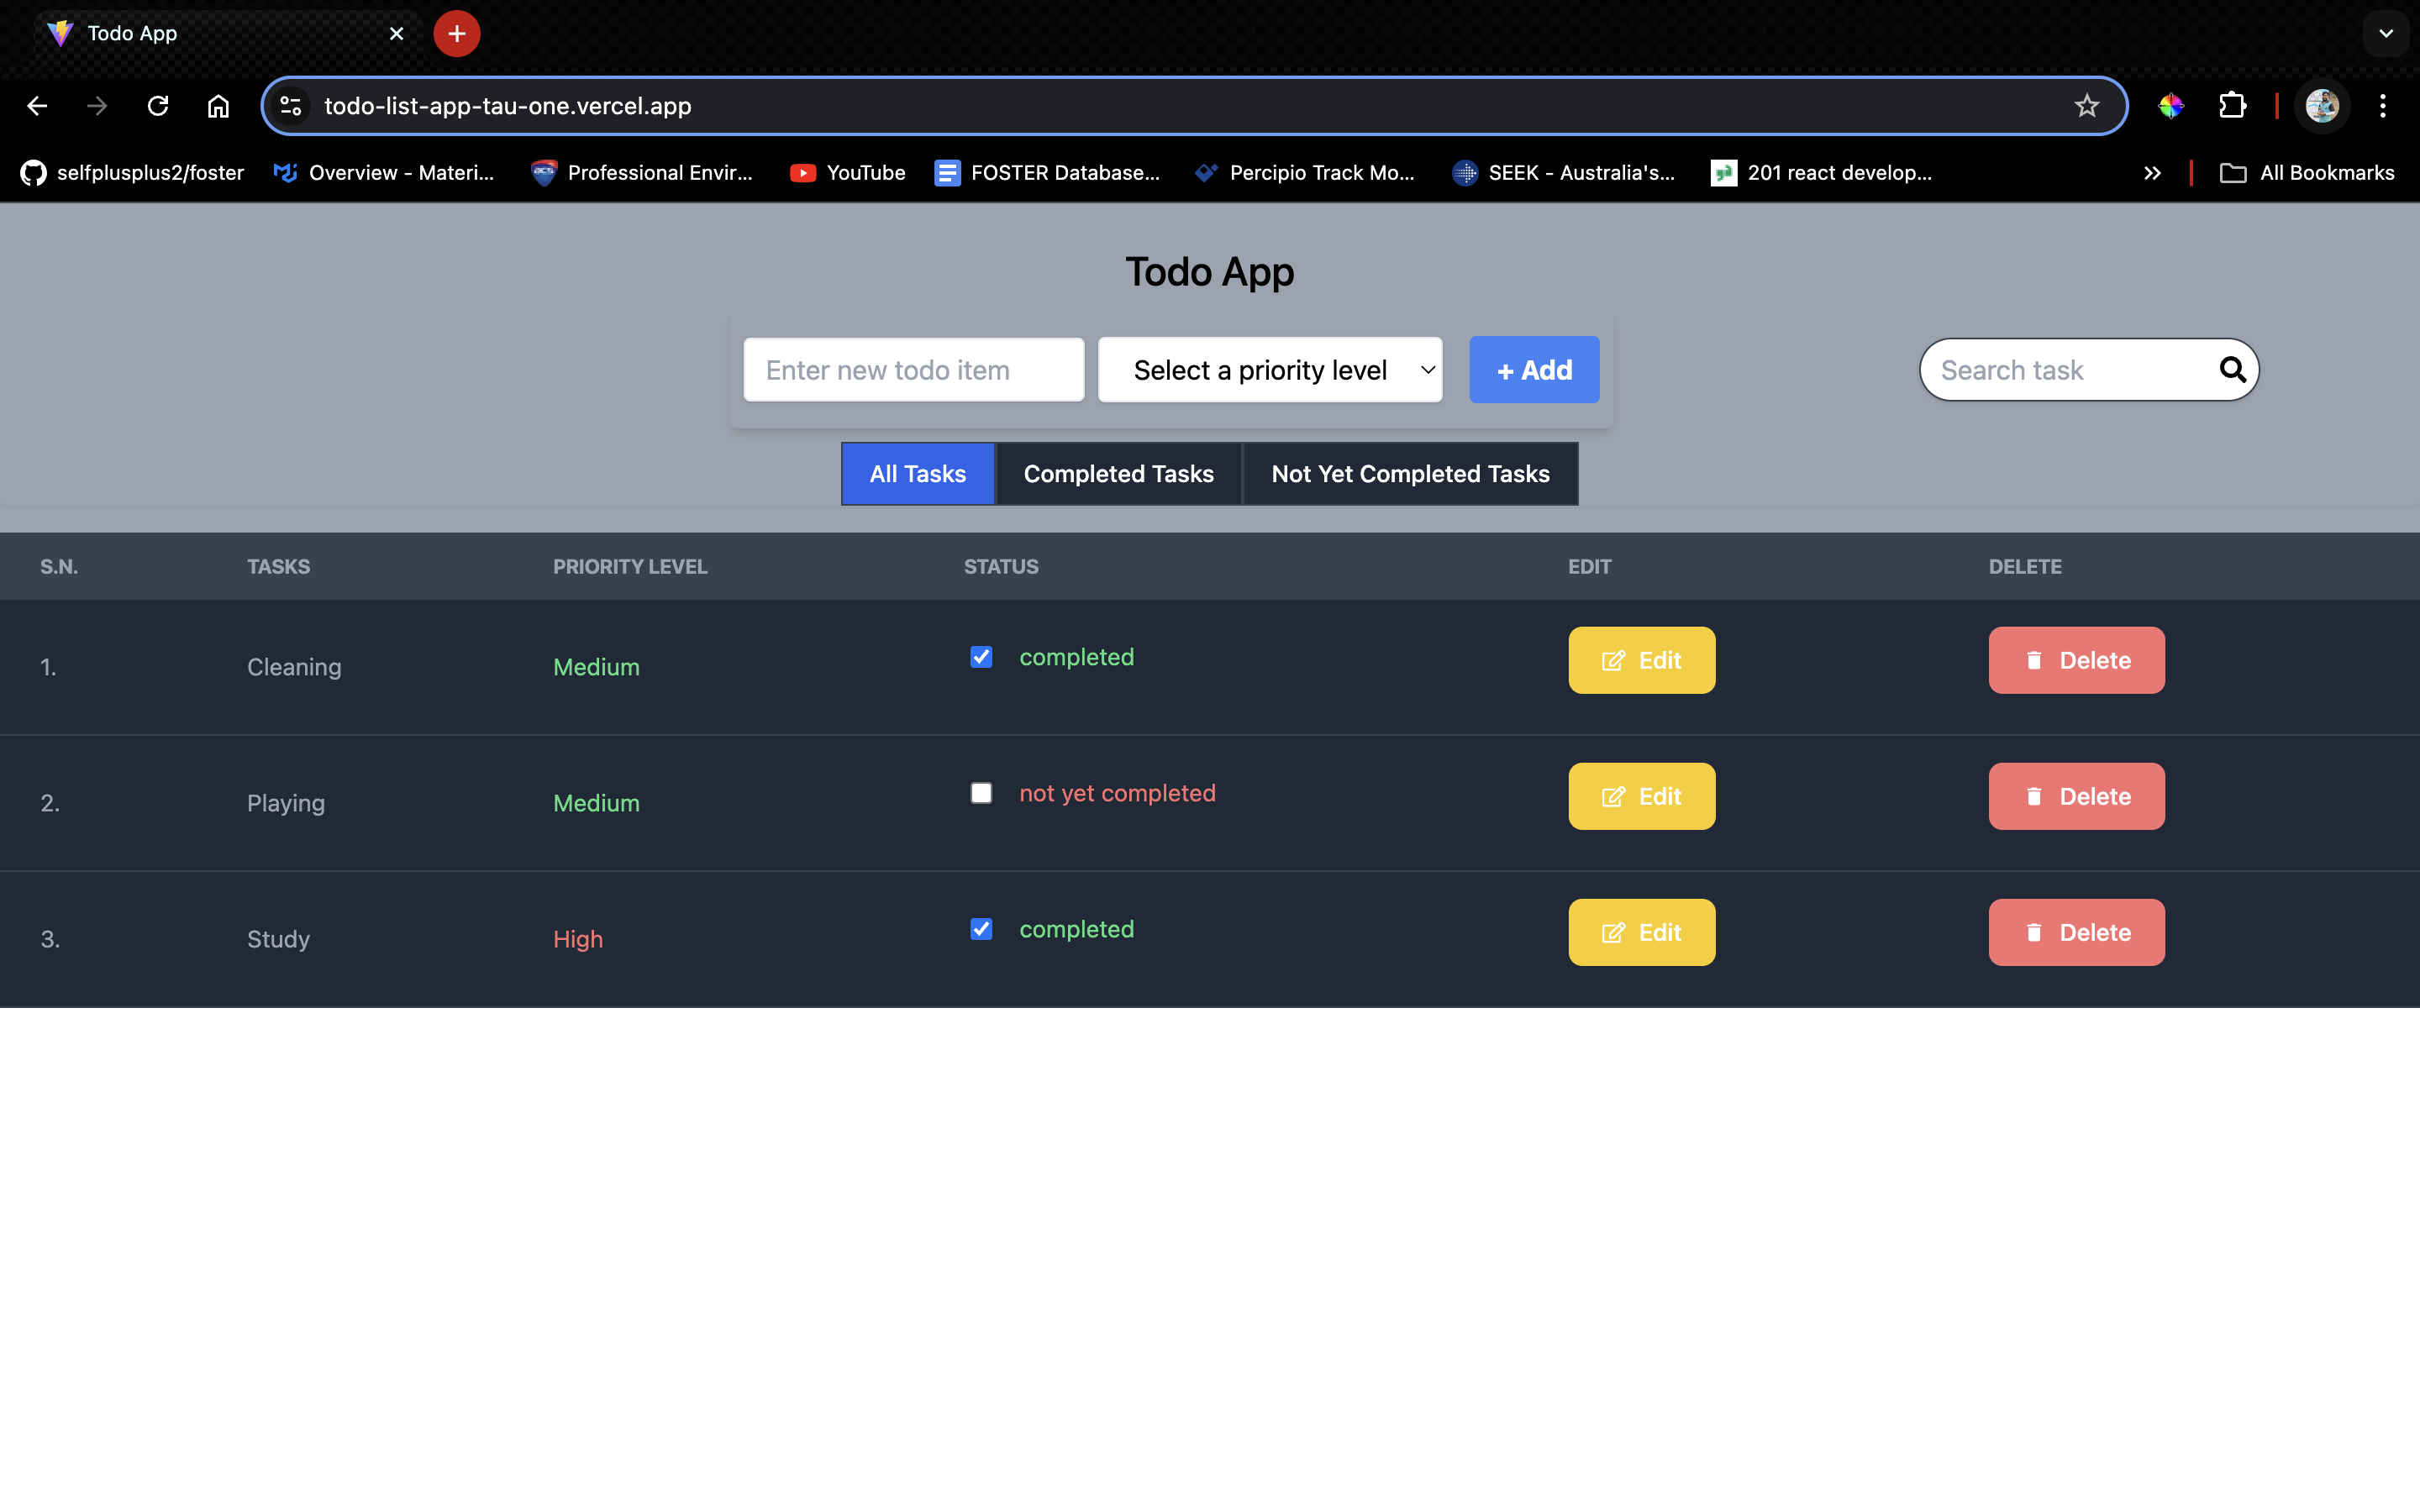 Todo App
todo-list-app-tau-one.vercel.app
selfplusplus2/foster Overview - Materi... Professional Envir... YouTube FOSTER Database... Percipio Track Mo... SEEK - Australia's... 201 react develop... All Bookmarks
Todo App
Enter new todo item Select a priority level + Add Search task
All Tasks Completed Tasks Not Yet Completed Tasks
S.N. TASKS PRIORITY LEVEL STATUS EDIT DELETE
1. Cleaning Medium completed Edit Delete
2. Playing Medium not yet completed Edit Delete
3. Study High completed Edit Delete